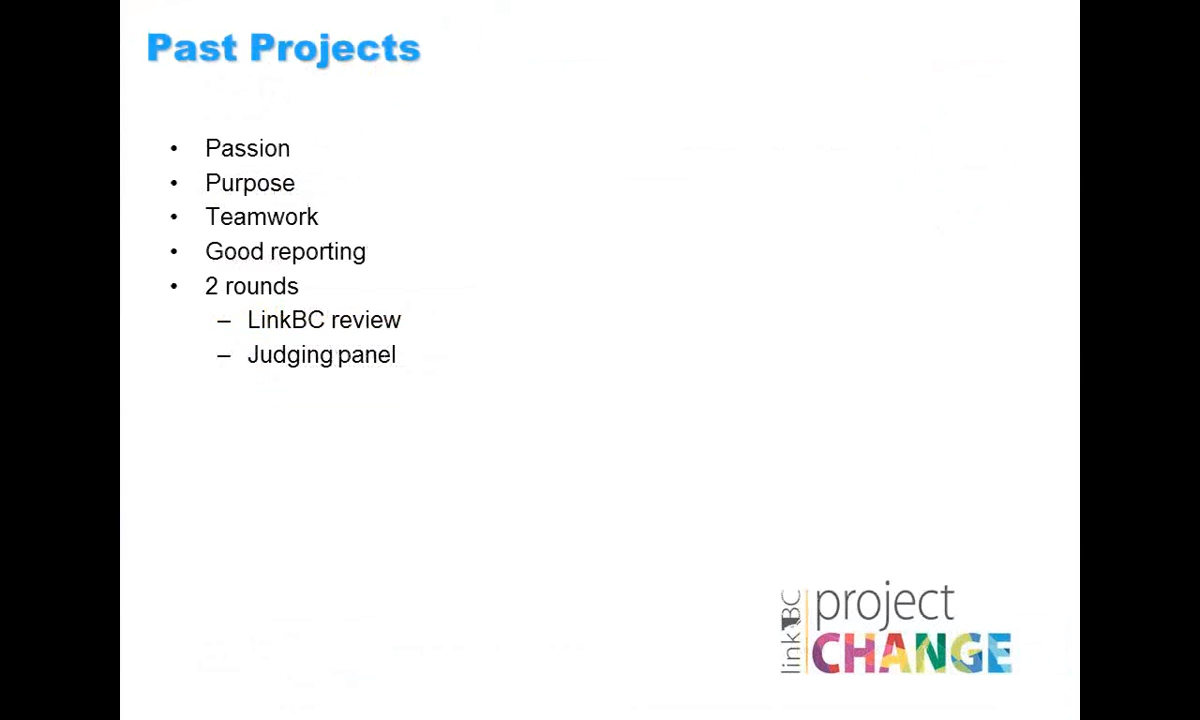 Past Projects
• Passion
• Purpose
• Teamwork
• Good reporting
• 2 rounds
– LinkBC review
– Judging panel
linkBC
project
CHANGE